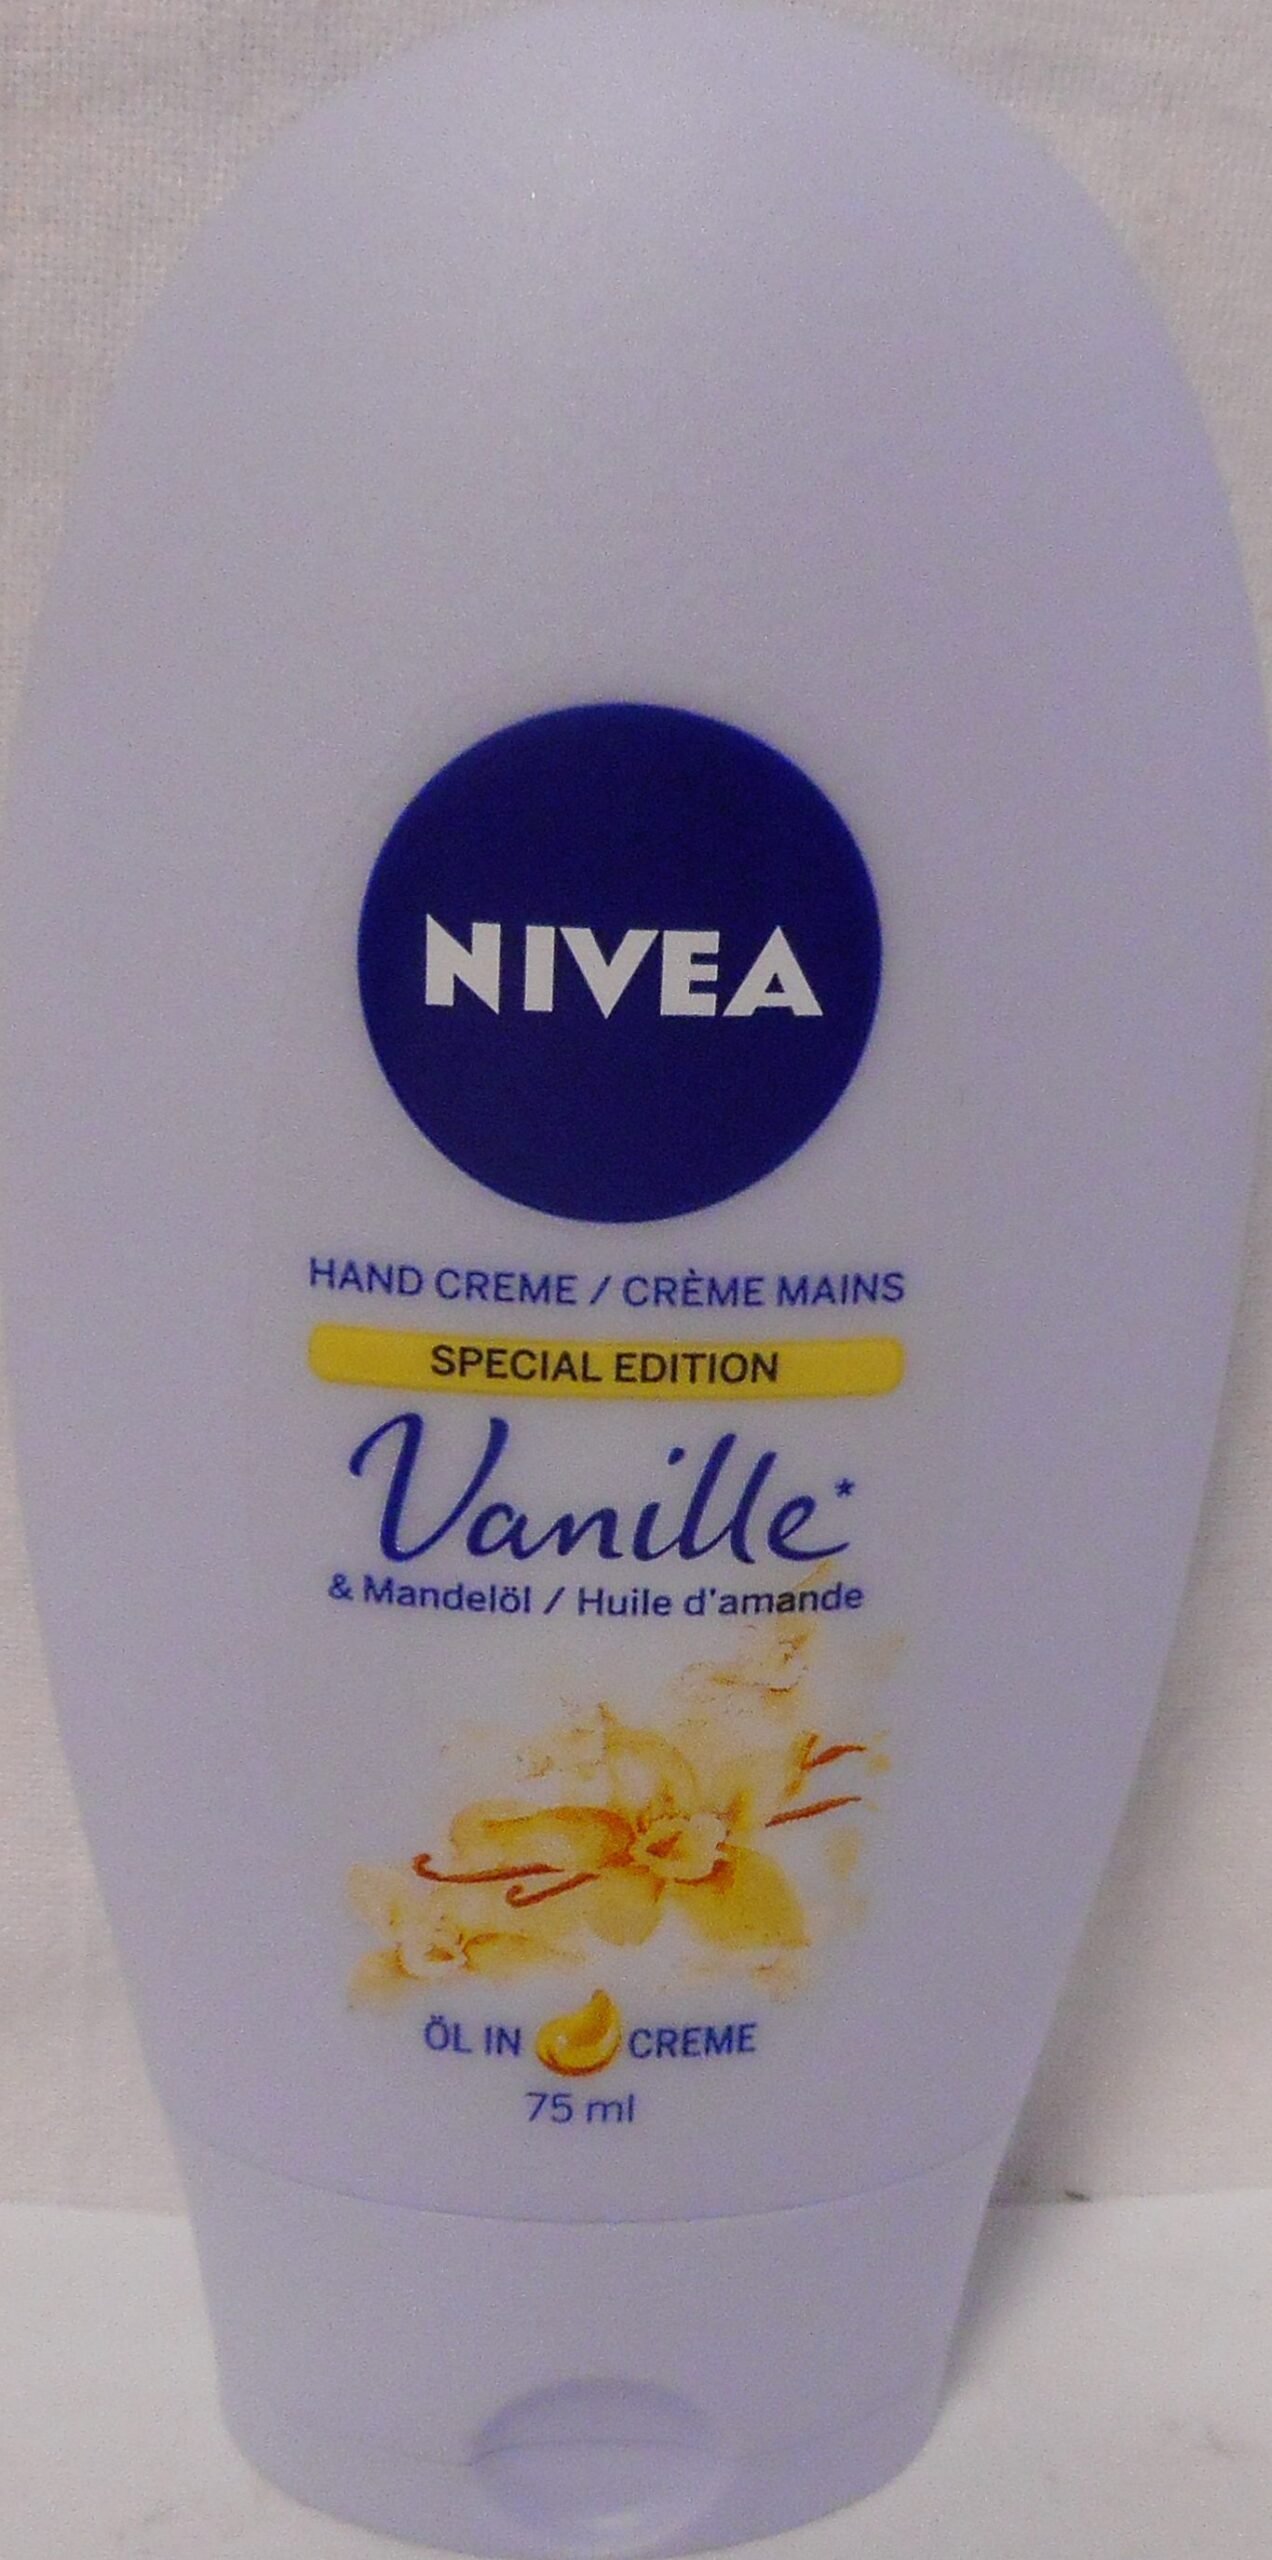 NIVEA
HAND CREME / CRÈME MAINS
SPECIAL EDITION
Vanille*
& Mandelöl / Huile d'amande
ÖL IN CREME
75 ml